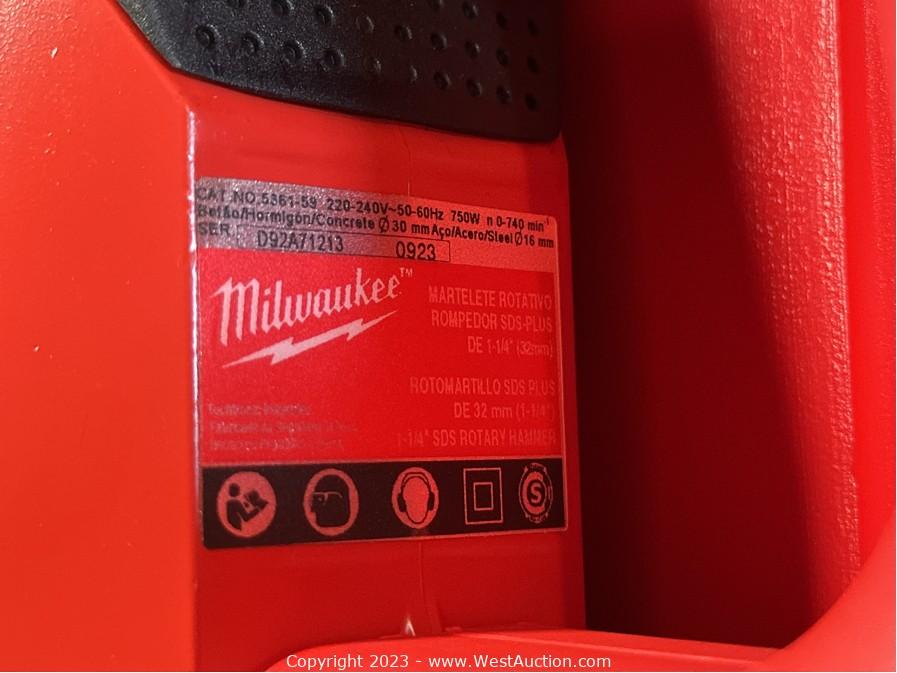 CAT.NO.5361-59 220-240V~50-60Hz 750W n 0-740 min⁻¹
Betão/Hormigón/Concrete Ø 30 mm Aço/Acero/Steel Ø 16 mm
SER. D92A71213 0923
Milwaukee™
MARTELETE ROTATIVO
ROMPEDOR SDS-PLUS
DE 1-1/4" (32mm)
ROTOMARTILLO SDS PLUS
DE 32 mm (1-1/4")
1-1/4" SDS ROTARY HAMMER
Techtronic Industries
S
Copyright 2023 - www.WestAuction.com